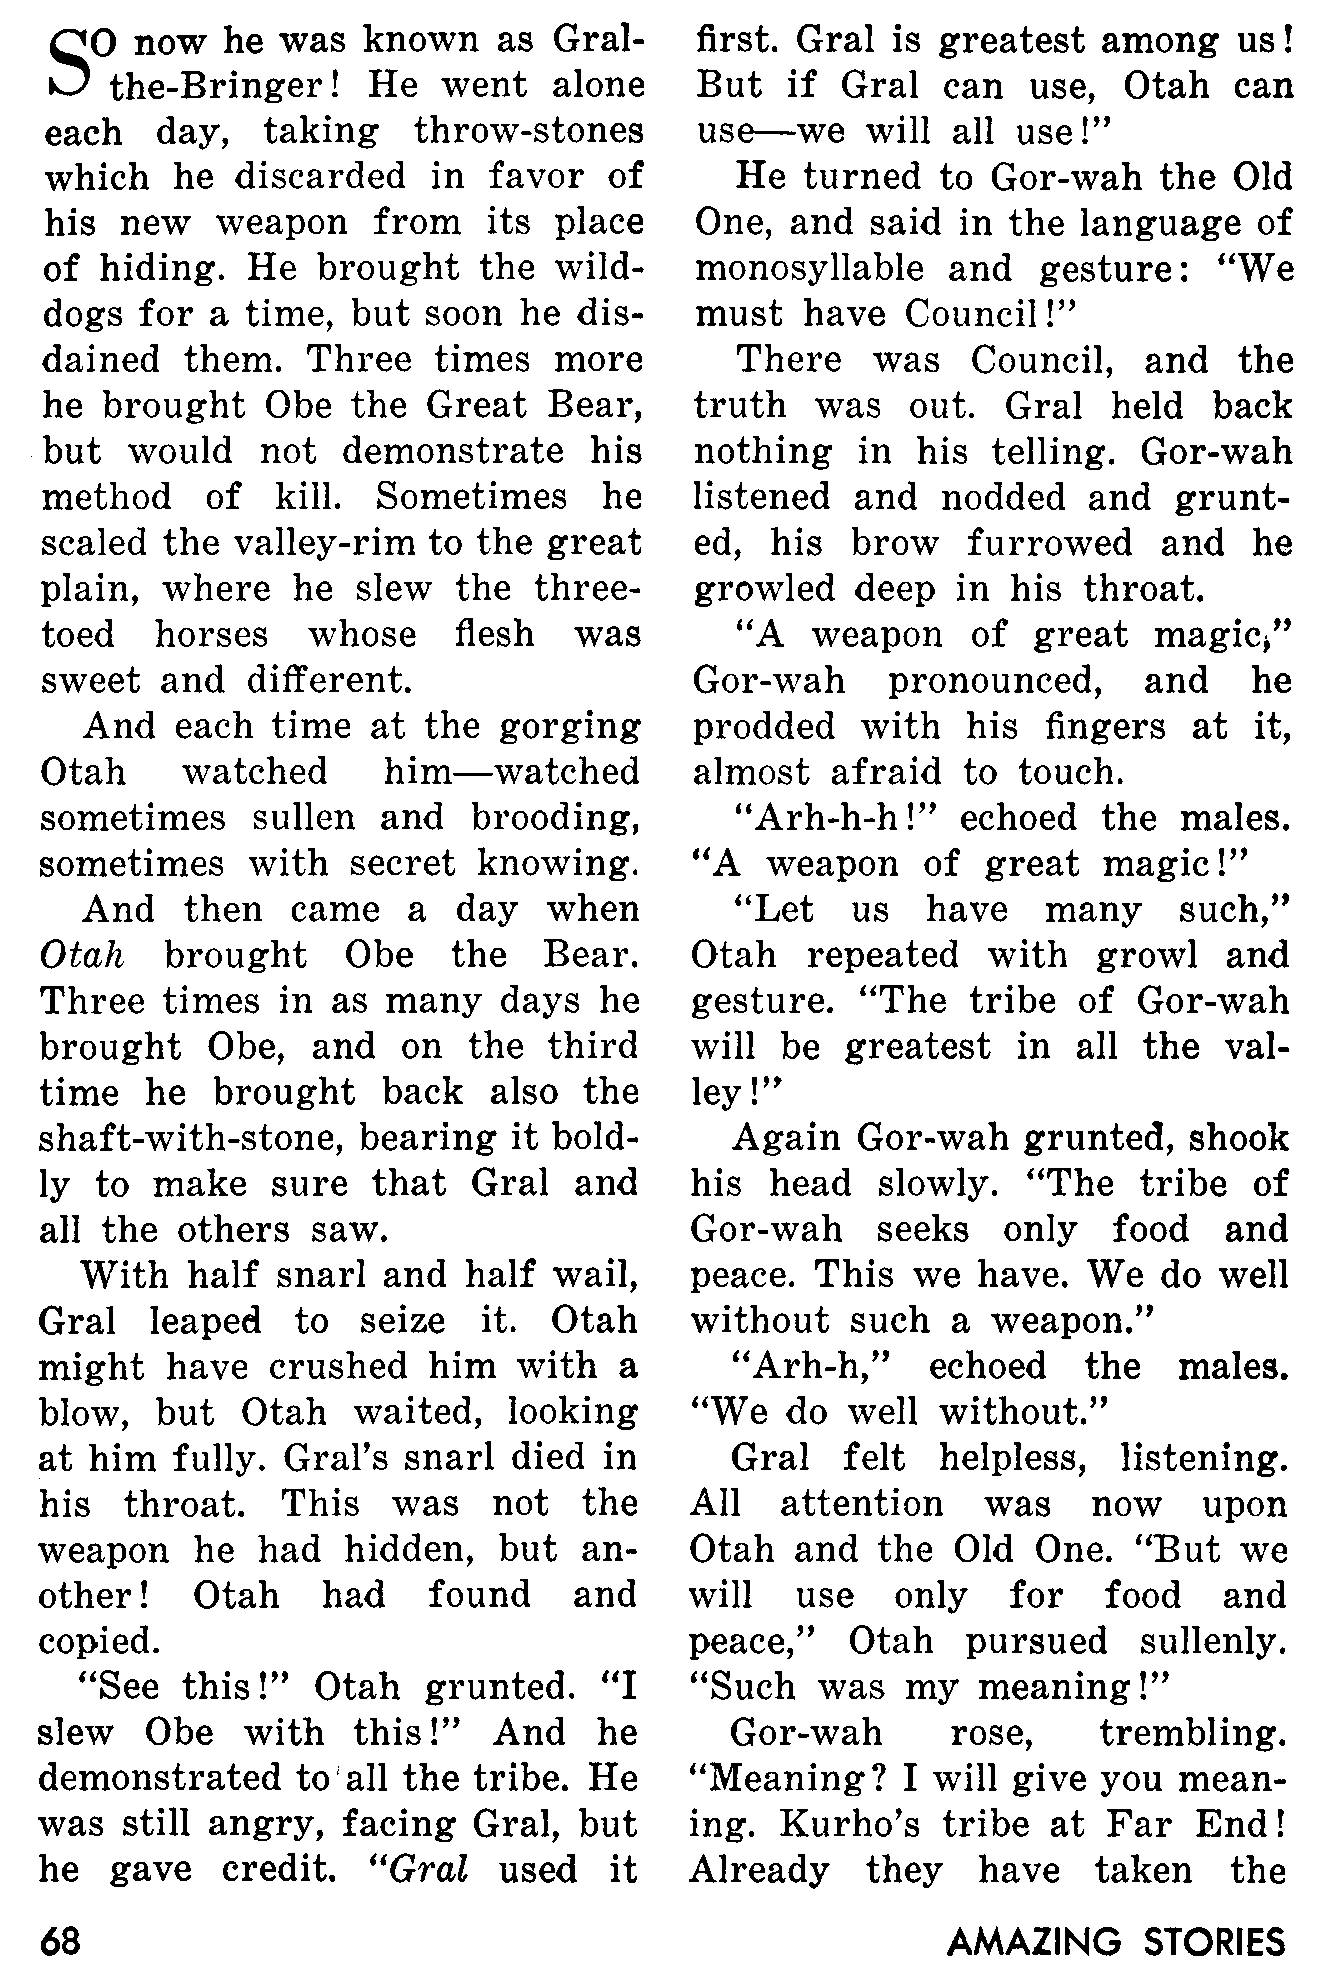 SO now he was known as Gral-
the-Bringer! He went alone
each day, taking throw-stones
which he discarded in favor of
his new weapon from its place
of hiding. He brought the wild-
dogs for a time, but soon he dis-
dained them. Three times more
he brought Obe the Great Bear,
but would not demonstrate his
method of kill. Sometimes he
scaled the valley-rim to the great
plain, where he slew the three-
toed horses whose flesh was
sweet and different.
And each time at the gorging
Otah watched him—watched
sometimes sullen and brooding,
sometimes with secret knowing.
And then came a day when
Otah brought Obe the Bear.
Three times in as many days he
brought Obe, and on the third
time he brought back also the
shaft-with-stone, bearing it bold-
ly to make sure that Gral and
all the others saw.
With half snarl and half wail,
Gral leaped to seize it. Otah
might have crushed him with a
blow, but Otah waited, looking
at him fully. Gral's snarl died in
his throat. This was not the
weapon he had hidden, but an-
other! Otah had found and
copied.
“See this!” Otah grunted. “I
slew Obe with this!” And he
demonstrated to all the tribe. He
was still angry, facing Gral, but
he gave credit. “Gral used it
first. Gral is greatest among us!
But if Gral can use, Otah can
use—we will all use!”
He turned to Gor-wah the Old
One, and said in the language of
monosyllable and gesture: “We
must have Council!”
There was Council, and the
truth was out. Gral held back
nothing in his telling. Gor-wah
listened and nodded and grunt-
ed, his brow furrowed and he
growled deep in his throat.
“A weapon of great magic,”
Gor-wah pronounced, and he
prodded with his fingers at it,
almost afraid to touch.
“Arh-h-h!” echoed the males.
“A weapon of great magic!”
“Let us have many such,”
Otah repeated with growl and
gesture. “The tribe of Gor-wah
will be greatest in all the val-
ley!”
Again Gor-wah grunted, shook
his head slowly. “The tribe of
Gor-wah seeks only food and
peace. This we have. We do well
without such a weapon.”
“Arh-h,” echoed the males.
“We do well without.”
Gral felt helpless, listening.
All attention was now upon
Otah and the Old One. “But we
will use only for food and
peace,” Otah pursued sullenly.
“Such was my meaning!”
Gor-wah rose, trembling.
“Meaning? I will give you mean-
ing. Kurho's tribe at Far End!
Already they have taken the
68
AMAZING STORIES